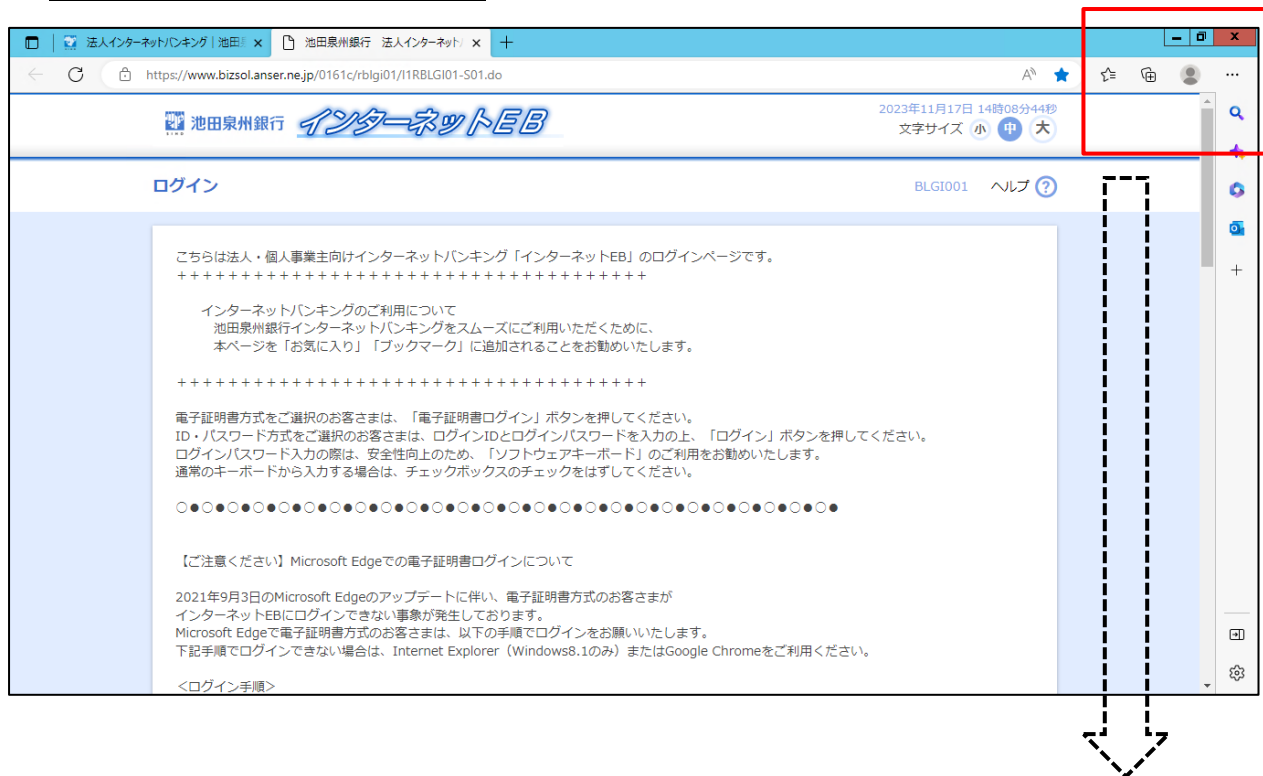 法人インターネットバンキング｜池田
池田泉州銀行 法人インターネット
https://www.bizsol.anser.ne.jp/0161c/rblgi01/I1RBLGI01-S01.do
池田泉州銀行 インターネットEB
2023年11月17日 14時08分44秒
文字サイズ 小 中 大
ログイン
BLGI001 ヘルプ ?
こちらは法人・個人事業主向けインターネットバンキング「インターネットEB」のログインページです。
+++++++++++++++++++++++++++++++++++++
インターネットバンキングのご利用について
池田泉州銀行インターネットバンキングをスムーズにご利用いただくために、
本ページを「お気に入り」「ブックマーク」に追加されることをお勧めいたします。
+++++++++++++++++++++++++++++++++++++
電子証明書方式をご選択のお客さまは、「電子証明書ログイン」ボタンを押してください。
ID・パスワード方式をご選択のお客さまは、ログインIDとログインパスワードを入力の上、「ログイン」ボタンを押してください。
ログインパスワード入力の際は、安全性向上のため、「ソフトウェアキーボード」のご利用をお勧めいたします。
通常のキーボードから入力する場合は、チェックボックスのチェックをはずしてください。
○●○●○●○●○●○●○●○●○●○●○●○●○●○●○●○●○●○●○●○●○●○●○●○●○●○●
【ご注意ください】Microsoft Edgeでの電子証明書ログインについて
2021年9月3日のMicrosoft Edgeのアップデートに伴い、電子証明書方式のお客さまが
インターネットEBにログインできない事象が発生しております。
Microsoft Edgeで電子証明書方式のお客さまは、以下の手順でログインをお願いいたします。
下記手順でログインできない場合は、Internet Explorer（Windows8.1のみ）またはGoogle Chromeをご利用ください。
＜ログイン手順＞